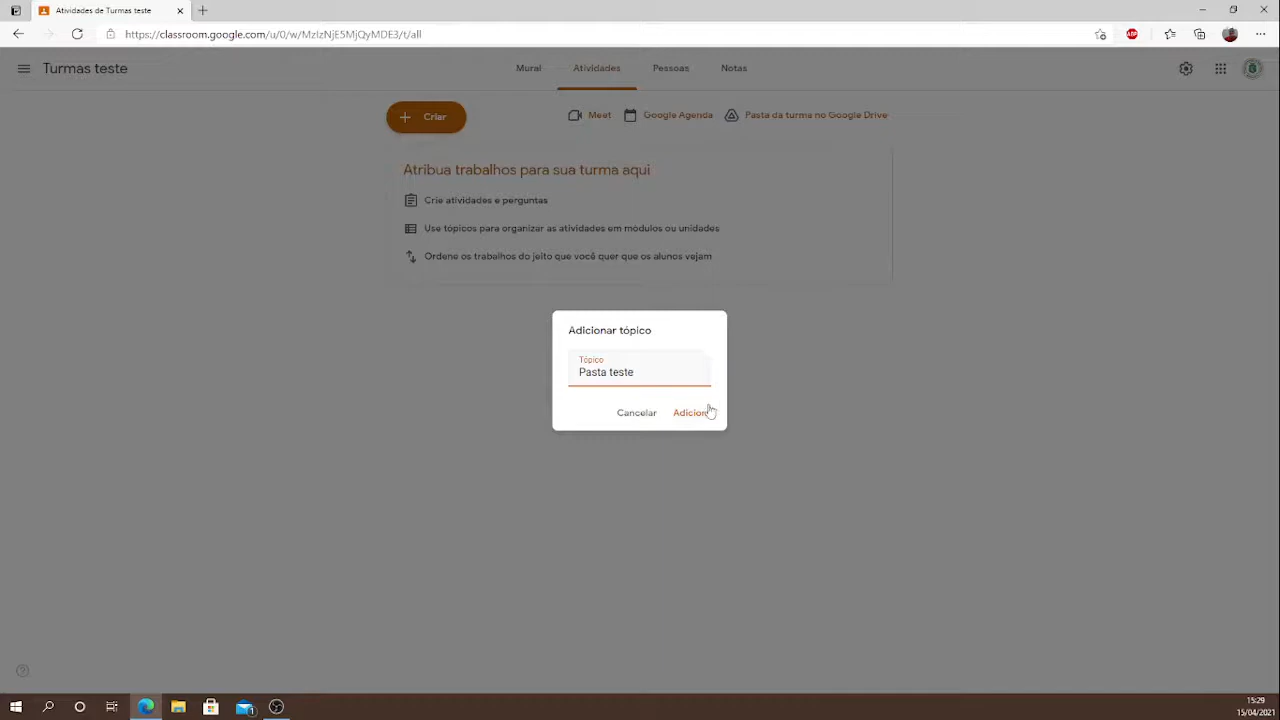 Atividades de Turmas teste
https://classroom.google.com/u/0/w/MzIzNjE5MjQyMDE3/t/all
ABP
Turmas teste
Mural
Atividades
Pessoas
Notas
Criar
Meet
Google Agenda
Pasta da turma no Google Drive
Atribua trabalhos para sua turma aqui
Crie atividades e perguntas
Use tópicos para organizar as atividades em módulos ou unidades
Ordene os trabalhos do jeito que você quer que os alunos vejam
Adicionar tópico
Tópico
Pasta teste
Cancelar
Adicion
1
15:29
15/04/2021